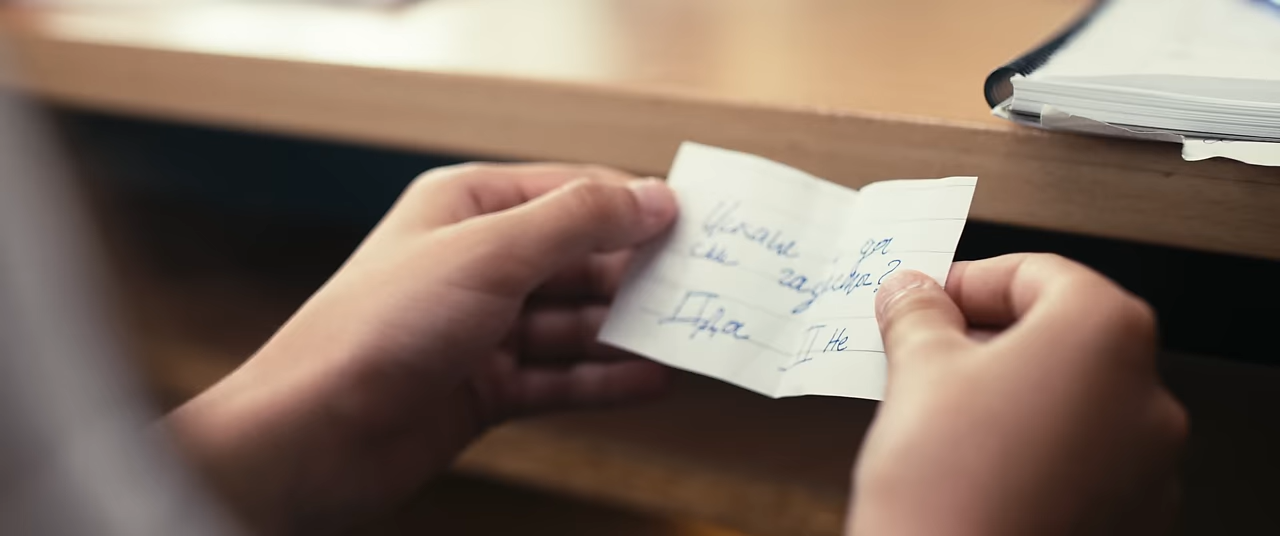 Искаш да
сме гаджета?
Да
Не